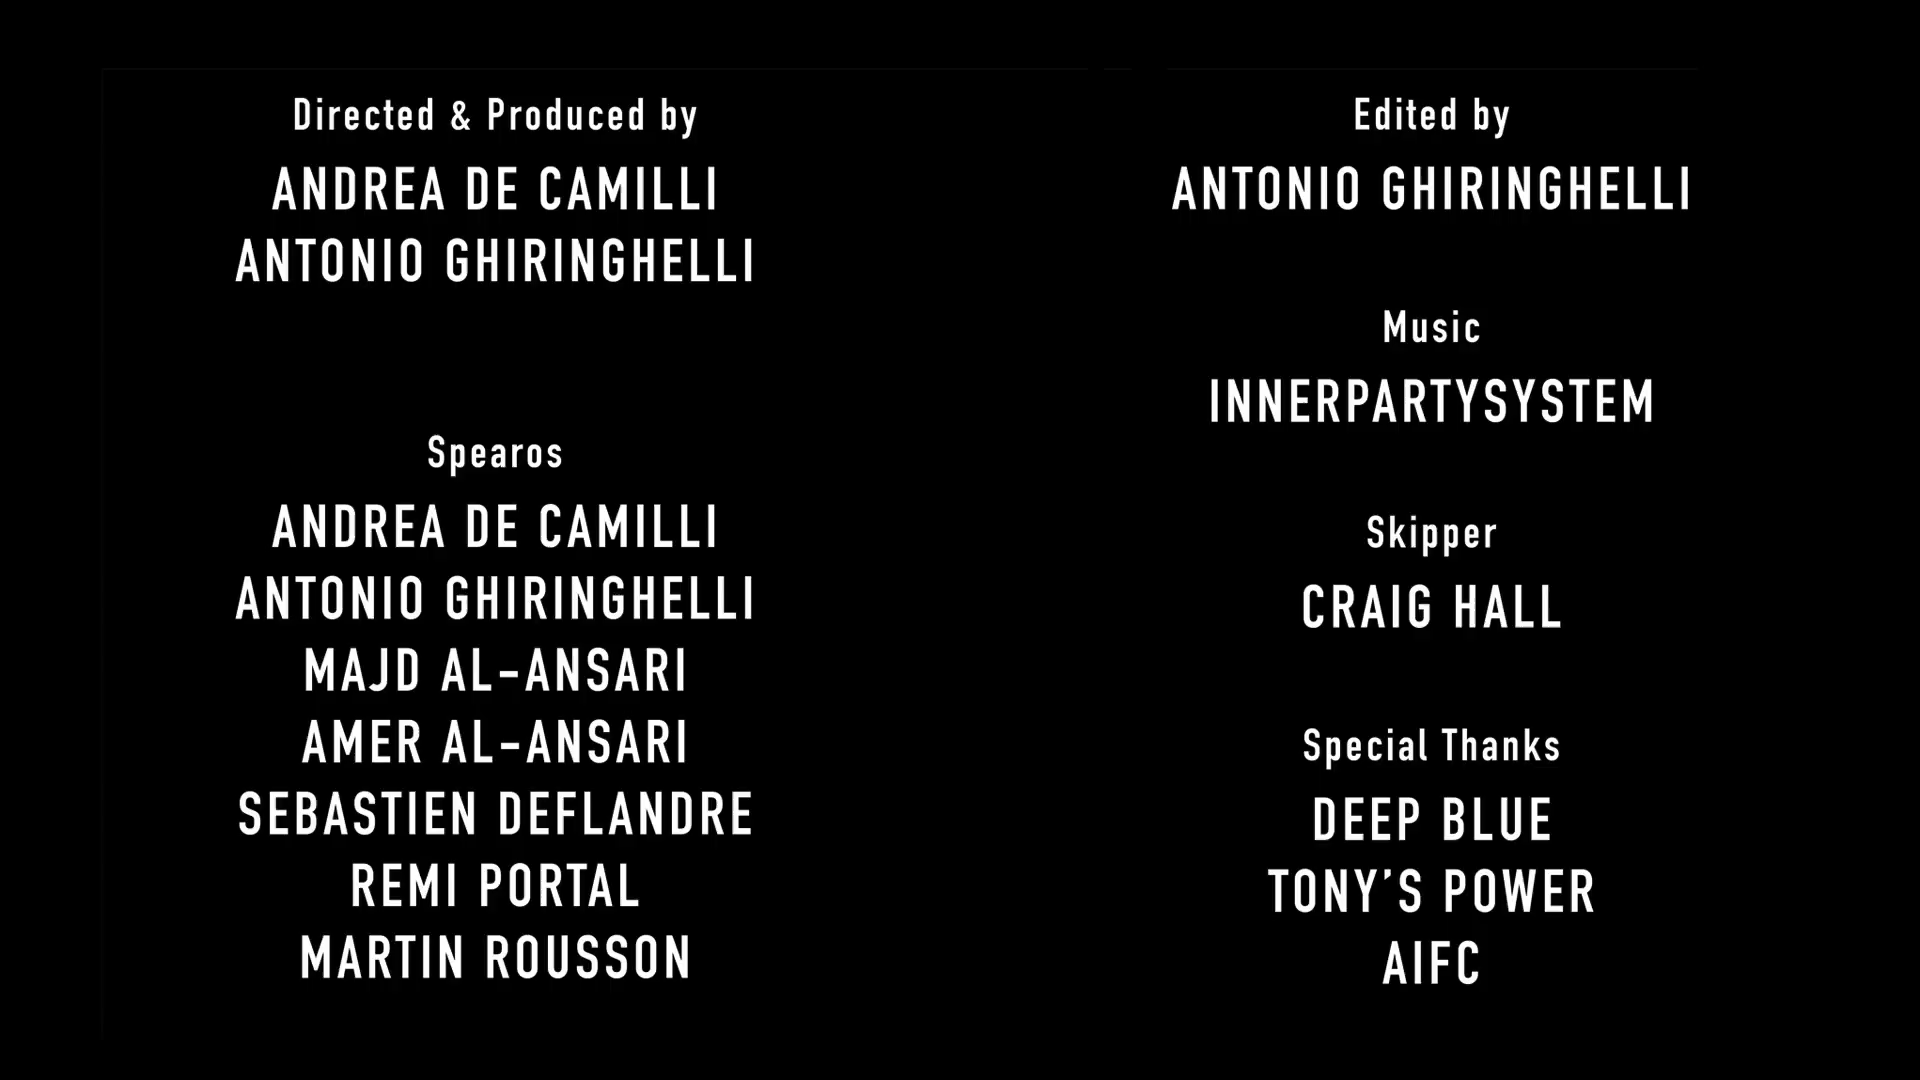 Directed & Produced by
ANDREA DE CAMILLI
ANTONIO GHIRINGHELLI
Spearos
ANDREA DE CAMILLI
ANTONIO GHIRINGHELLI
MAJD AL-ANSARI
AMER AL-ANSARI
SEBASTIEN DEFLANDRE
REMI PORTAL
MARTIN ROUSSON
Edited by
ANTONIO GHIRINGHELLI
Music
INNERPARTYSYSTEM
Skipper
CRAIG HALL
Special Thanks
DEEP BLUE
TONY’S POWER
AIFC